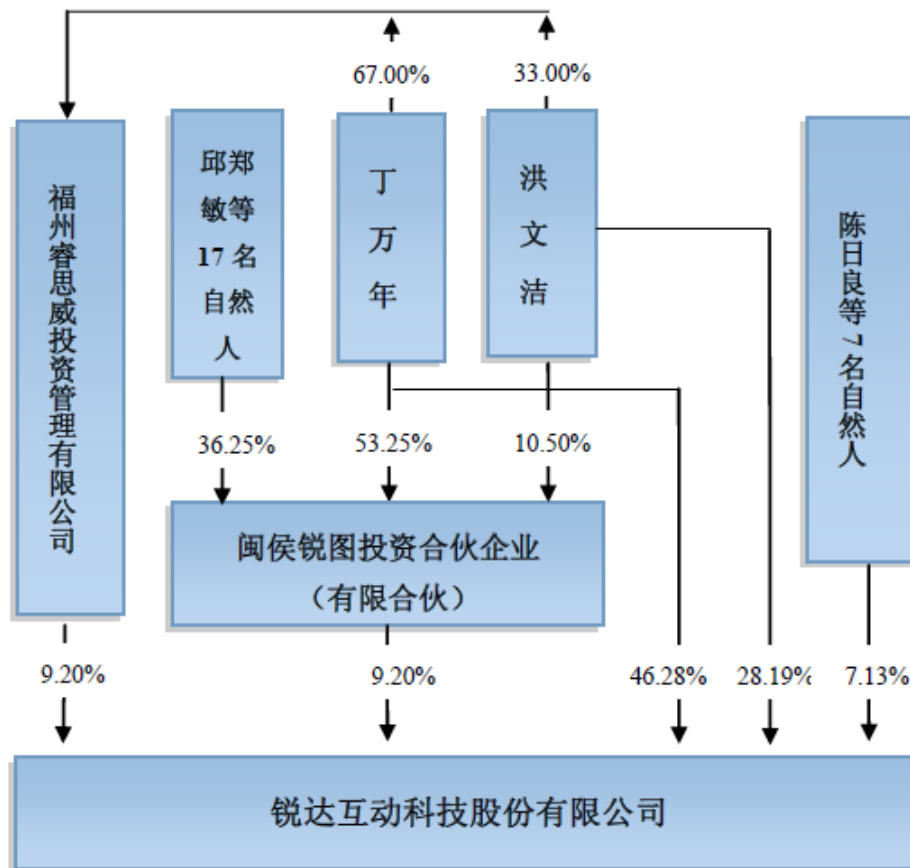 67.00%
33.00%
福州睿思威投资管理有限公司
邱郑
敏等
17 名
自然
人
丁
万
年
洪
文
洁
陈日良等7名自然人
36.25%
53.25%
10.50%
闽侯锐图投资合伙企业
（有限合伙）
9.20%
9.20%
46.28%
28.19%
7.13%
锐达互动科技股份有限公司